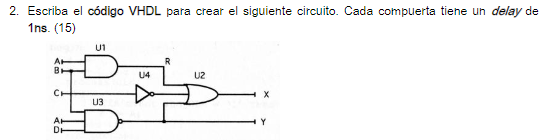 2. Escriba el código VHDL para crear el siguiente circuito. Cada compuerta tiene un delay de
1ns. (15)
U1
A
R
B
U4
U2
C
X
U3
A
Y
D